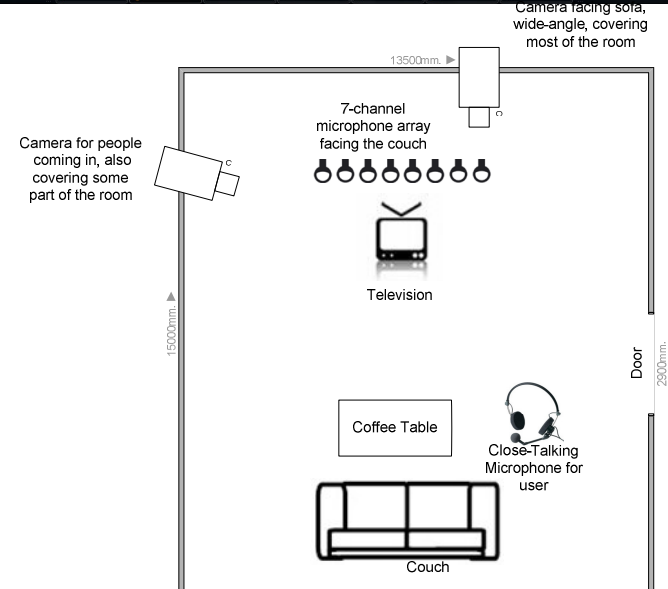 Camera facing sofa,
wide-angle, covering
most of the room
13500mm.
7-channel
microphone array
facing the couch
C
Camera for people
coming in, also
covering some
part of the room
C
Television
15000mm.
Door
2900mm.
Coffee Table
Close-Talking
Microphone for
user
Couch